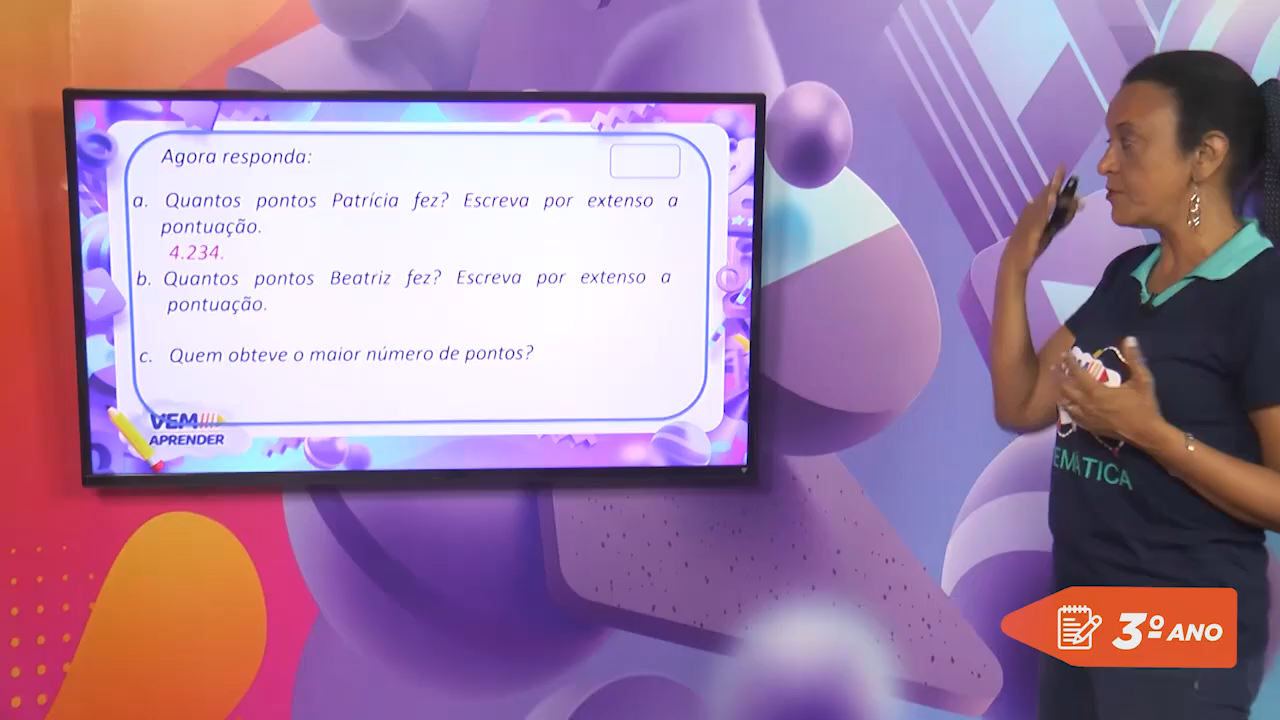 Agora responda:
a. Quantos pontos Patrícia fez? Escreva por extenso a
pontuação.
4.234.
b. Quantos pontos Beatriz fez? Escreva por extenso a
pontuação.
c. Quem obteve o maior número de pontos?
VEM
APRENDER
EMÁTICA
3º ANO